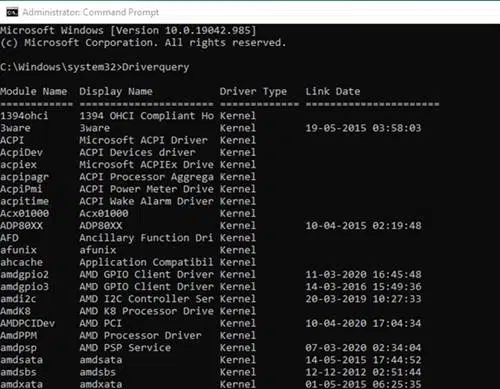 Administrator: Command Prompt
Microsoft Windows [Version 10.0.19042.985]
(c) Microsoft Corporation. All rights reserved.
C:\Windows\system32>Driverquery
Module Name  Display Name           Driver Type   Link Date
============ ====================== ============= ======================
1394ohci     1394 OHCI Compliant Ho Kernel
3ware        3ware                  Kernel        19-05-2015 03:58:03
ACPI         Microsoft ACPI Driver  Kernel
AcpiDev      ACPI Devices driver    Kernel
acpiex       Microsoft ACPIEx Drive Kernel
acpipagr     ACPI Processor Aggrega Kernel
AcpiPmi      ACPI Power Meter Drive Kernel
acpitime     ACPI Wake Alarm Driver Kernel
Acx01000     Acx01000               Kernel
ADP80XX      ADP80XX                Kernel        10-04-2015 02:19:48
AFD          Ancillary Function Dri Kernel
afunix       afunix                 Kernel
ahcache      Application Compatibil Kernel
amdgpio2     AMD GPIO Client Driver Kernel        11-03-2020 16:45:48
amdgpio3     AMD GPIO Client Driver Kernel        14-03-2016 15:49:36
amdi2c       AMD I2C Controller Ser Kernel        20-03-2019 10:27:33
AmdK8        AMD K8 Processor Drive Kernel
AMDPCIDev    AMD PCI                Kernel        10-04-2020 17:04:34
AmdPPM       AMD Processor Driver   Kernel
amdpsp       AMD PSP Service        Kernel        07-03-2020 02:34:04
amdsata      amdsata                Kernel        14-05-2015 17:44:52
amdsbs       amdsbs                 Kernel        12-12-2012 02:51:44
amdxata      amdxata                Kernel        01-05-2015 06:25:35